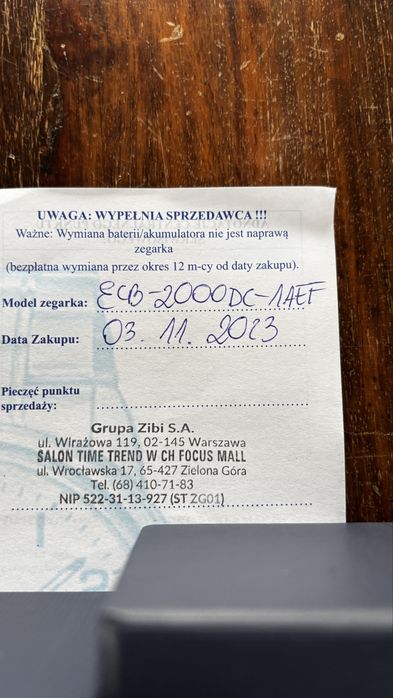 UWAGA: WYPEŁNIA SPRZEDAWCA !!!
Ważne: Wymiana baterii/akumulatora nie jest naprawą
zegarka
(bezpłatna wymiana przez okres 12 m-cy od daty zakupu).
Model zegarka: ECB-2000DC-1AEF
Data Zakupu: 03. 11. 2023
Pieczęć punktu
sprzedaży:
Grupa Zibi S.A.
ul. Wirażowa 119, 02-145 Warszawa
SALON TIME TREND W CH FOCUS MALL
ul. Wrocławska 17, 65-427 Zielona Góra
Tel. (68) 410-71-83
NIP 522-31-13-927 (ST ZG01)
12